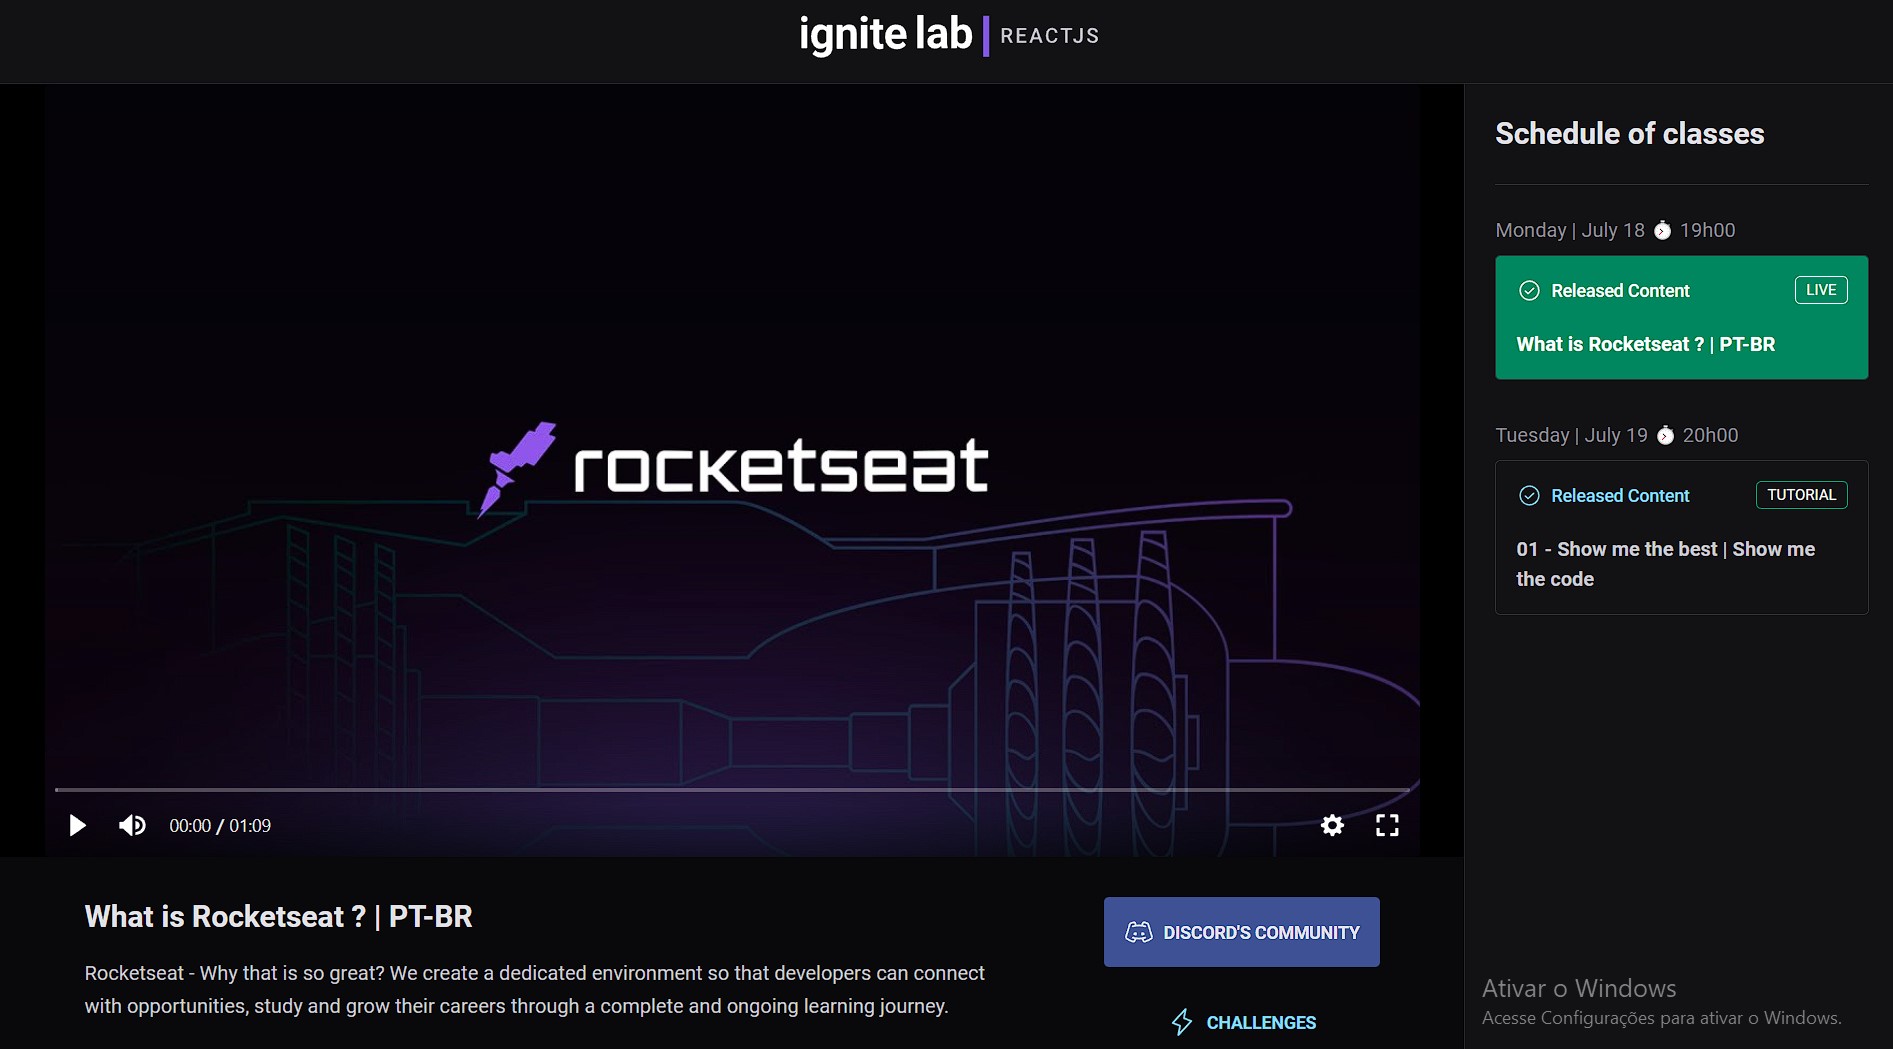 ignite lab | REACTJS
rocketseat
00:00 / 01:09
What is Rocketseat ? | PT-BR
Rocketseat - Why that is so great? We create a dedicated environment so that developers can connect
with opportunities, study and grow their careers through a complete and ongoing learning journey.
DISCORD'S COMMUNITY
CHALLENGES
Schedule of classes
Monday | July 18 19h00
Released Content LIVE
What is Rocketseat ? | PT-BR
Tuesday | July 19 20h00
Released Content TUTORIAL
01 - Show me the best | Show me
the code
Ativar o Windows
Acesse Configurações para ativar o Windows.